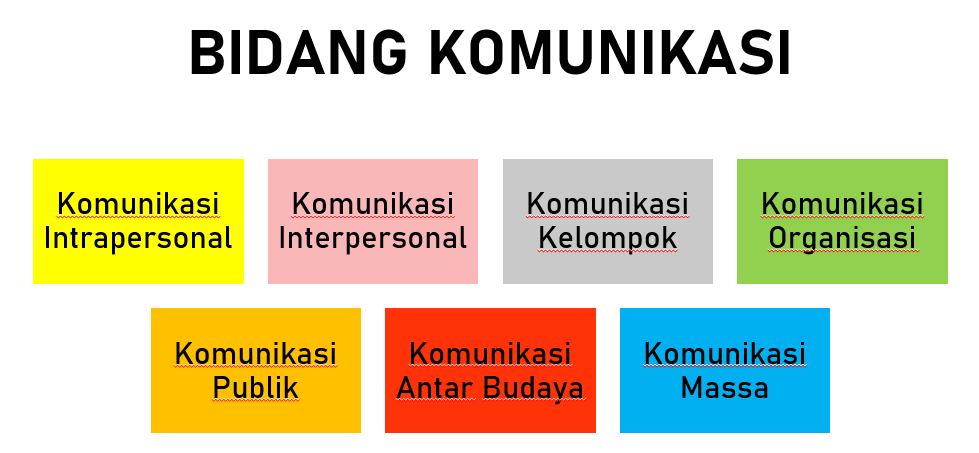 BIDANG KOMUNIKASI
Komunikasi
Intrapersonal
Komunikasi
Interpersonal
Komunikasi
Kelompok
Komunikasi
Organisasi
Komunikasi
Publik
Komunikasi
Antar Budaya
Komunikasi
Massa